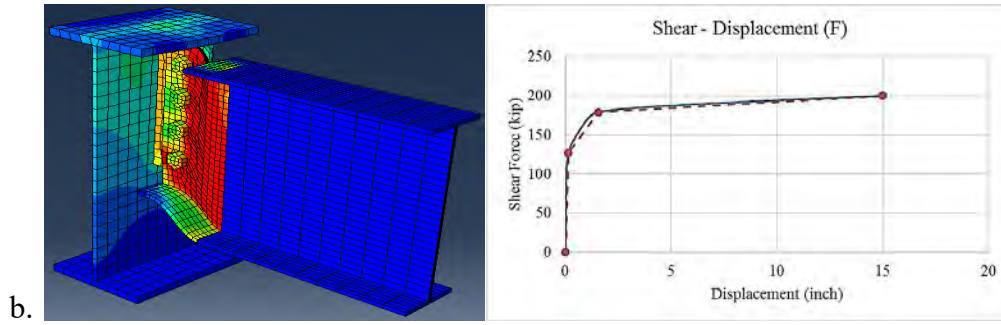 Shear - Displacement (F)
250
200
150
100
50
0
Shear Force (kip)
0 5 10 15 20
Displacement (inch)
b.